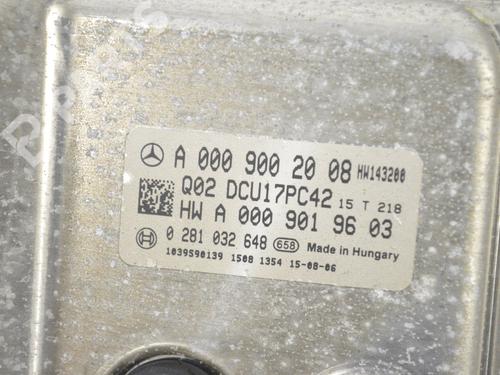 A 000 900 20 08 HW143200
Q02 DCU17PC42 15 T 218
HW A 000 901 96 03
0 281 032 648 658 Made in Hungary
1039S90139 1508 1354 15-08-06